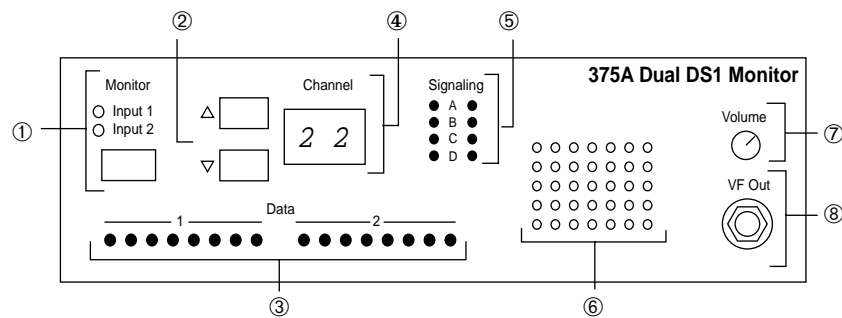 ② ④ ⑤
375A Dual DS1 Monitor
Monitor Channel Signaling
① Input 1
Input 2
△
▽
2 2
A
B
C
D
Volume ⑦
VF Out ⑧
Data
1 2
③ ⑥